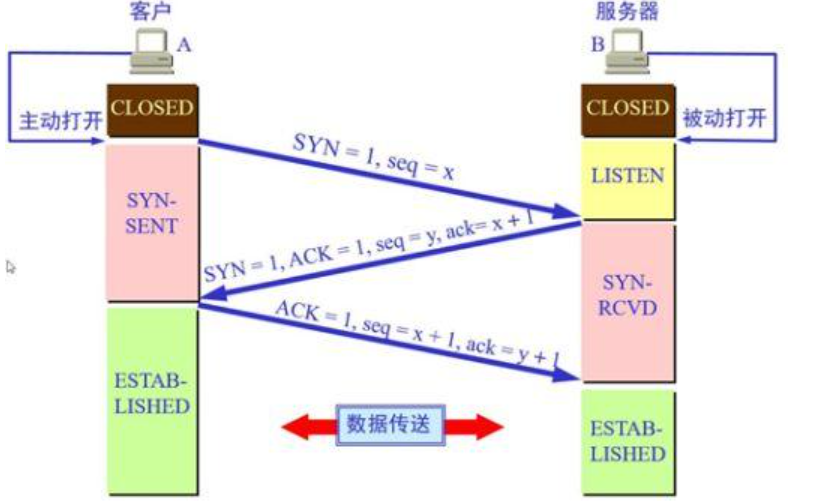 客户
服务器
A
B
CLOSED
CLOSED
主动打开
被动打开
SYN = 1, seq = x
LISTEN
SYN-
SENT
SYN = 1, ACK = 1, seq = y, ack= x + 1
SYN-
RCVD
ACK = 1, seq = x + 1, ack = y + 1
ESTAB-
LISHED
数据传送
ESTAB-
LISHED